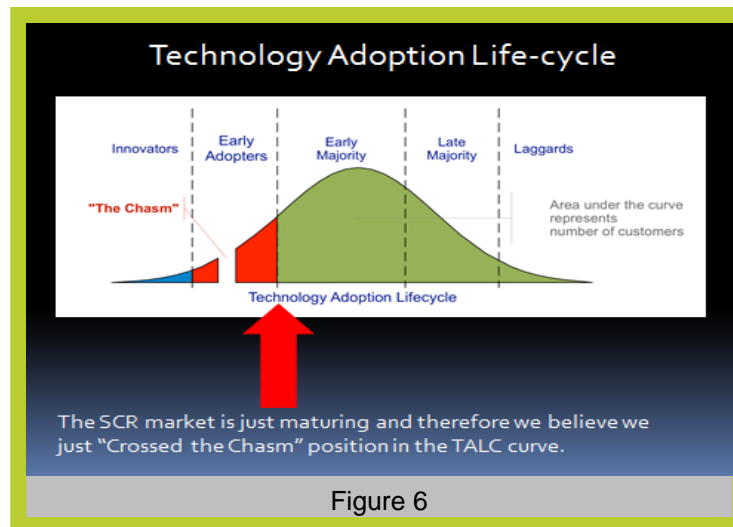 Technology Adoption Life-cycle
Innovators
Early
Adopters
Early
Majority
Late
Majority
Laggards
"The Chasm"
Area under the curve
represents
number of customers
Technology Adoption Lifecycle
The SCR market is just maturing and therefore we believe we
just “Crossed the Chasm” position in the TALC curve.
Figure 6